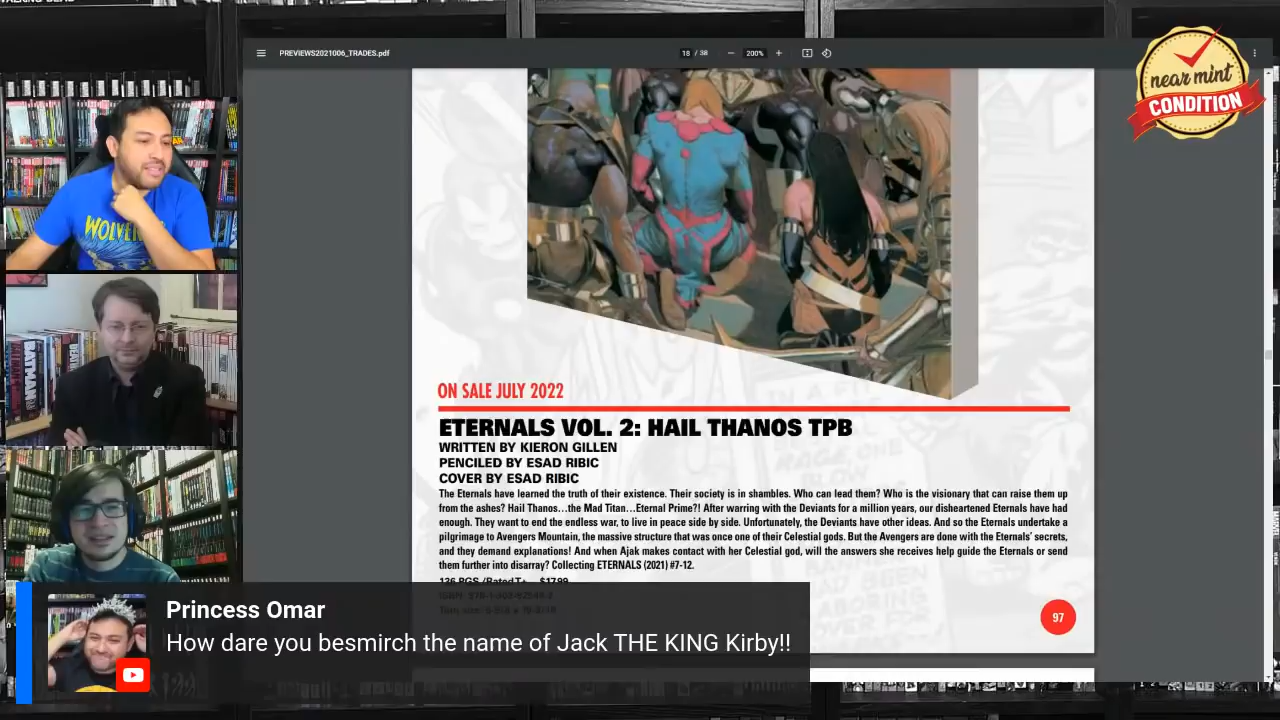 PREVIEWS2021006_TRADES.pdf
18 / 38
200%
near mint
CONDITION
WOLVE
BATMAN
ON SALE JULY 2022
ETERNALS VOL. 2: HAIL THANOS TPB
WRITTEN BY KIERON GILLEN
PENCILED BY ESAD RIBIC
COVER BY ESAD RIBIC
The Eternals have learned the truth of their existence. Their society is in shambles. Who can lead them? Who is the visionary that can raise them up
from the ashes? Hail Thanos…the Mad Titan…Eternal Prime?! After warring with the Deviants for a million years, our disheartened Eternals have had
enough. They want to end the endless war, to live in peace side by side. Unfortunately, the Deviants have other ideas. And so the Eternals undertake a
pilgrimage to Avengers Mountain, the massive structure that was once one of their Celestial gods. But the Avengers are done with the Eternals' secrets,
and they demand explanations! And when Ajak makes contact with her Celestial god, will the answers she receives help guide the Eternals or send
them further into disarray? Collecting ETERNALS (2021) #7-12.
136 PGS./Rated T+ …$17.99
97
Princess Omar
How dare you besmirch the name of Jack THE KING Kirby!!